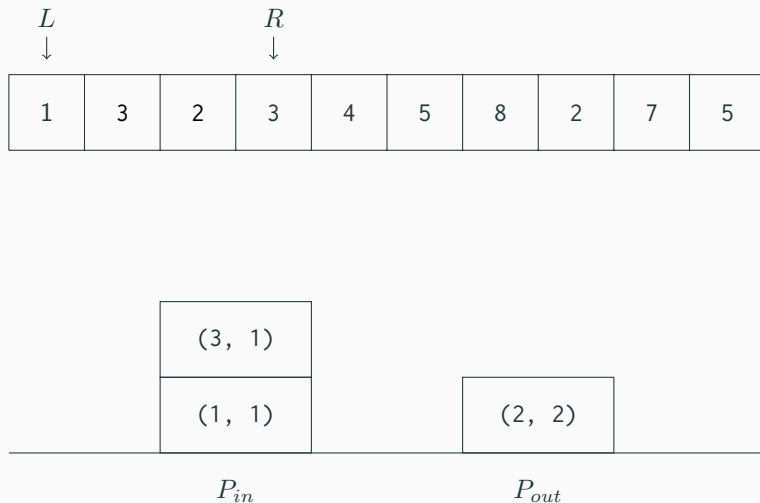 L R
1 3 2 3 4 5 8 2 7 5
(3, 1)
(1, 1) (2, 2)
P_in P_out